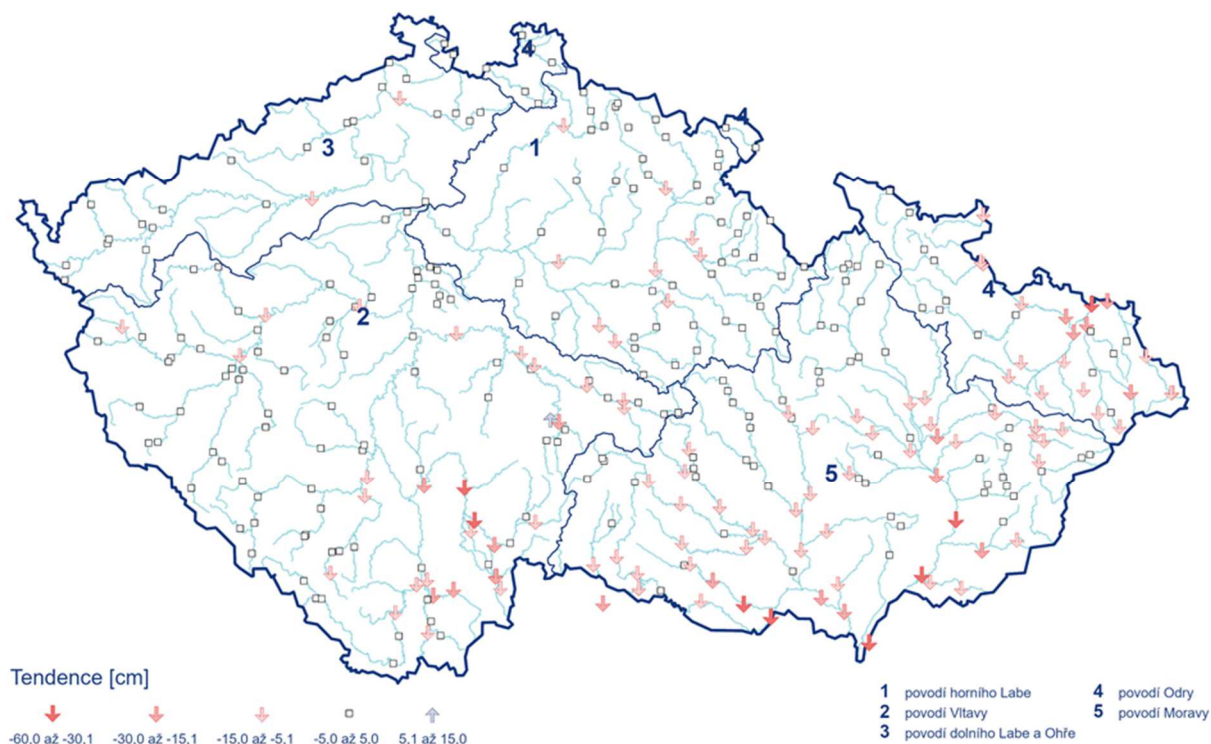 4
4
3
1
4
2
5
Tendence [cm]
-60.0 až -30.1
-30.0 až -15.1
-15.0 až -5.1
-5.0 až 5.0
5.1 až 15.0
1 povodí horního Labe
2 povodí Vltavy
3 povodí dolního Labe a Ohře
4 povodí Odry
5 povodí Moravy